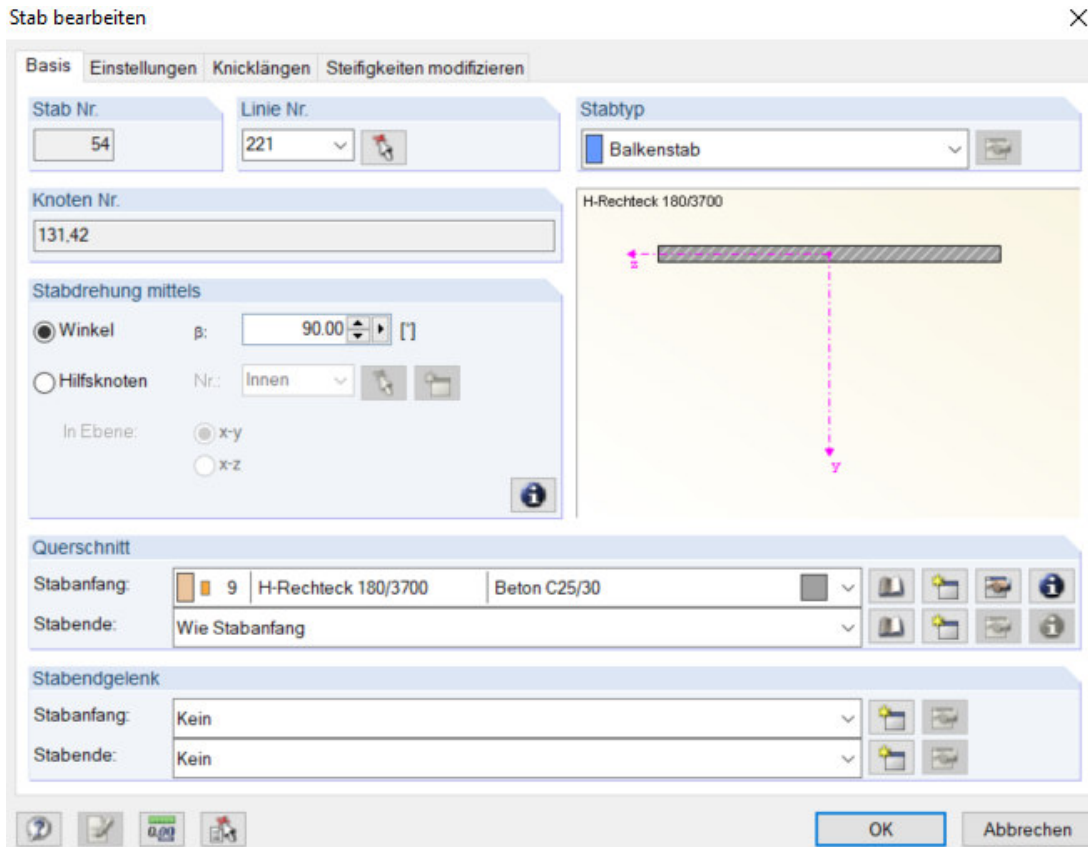 Stab bearbeiten
Basis Einstellungen Knicklängen Steifigkeiten modifizieren
Stab Nr.
54
Linie Nr.
221
Stabtyp
Balkenstab
Knoten Nr.
131,42
H-Rechteck 180/3700
z
y
Stabdrehung mittels
Winkel β: 90.00 [°]
Hilfsknoten Nr.: Innen
In Ebene: x-y
x-z
Querschnitt
Stabanfang: 9 H-Rechteck 180/3700 Beton C25/30
Stabende: Wie Stabanfang
Stabendgelenk
Stabanfang: Kein
Stabende: Kein
0,00
OK Abbrechen